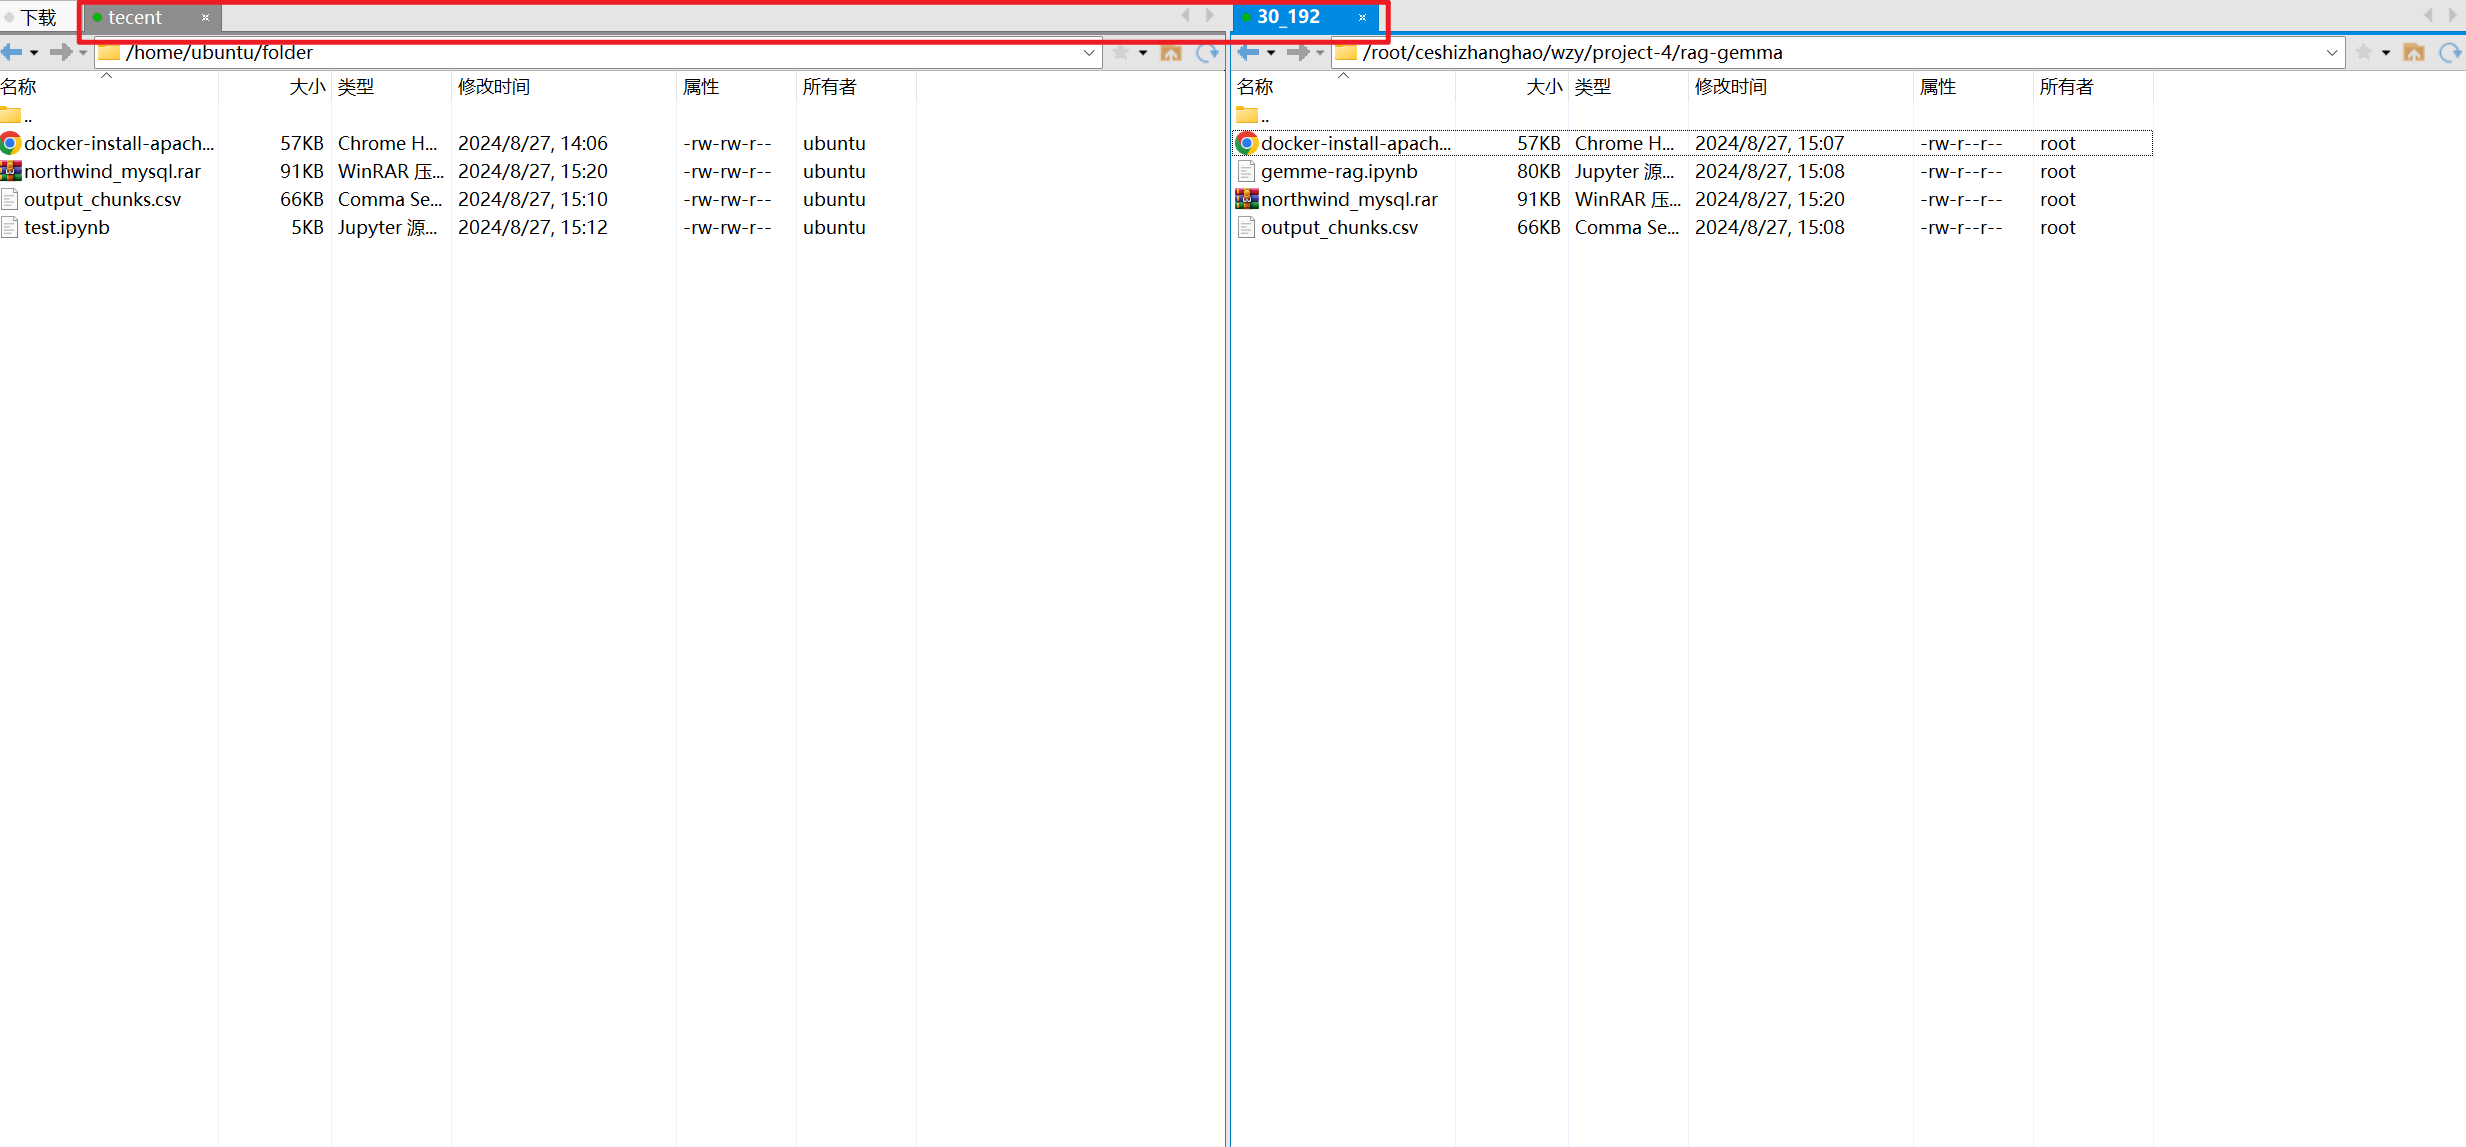 下载 tecent
/home/ubuntu/folder
名称 大小 类型 修改时间 属性 所有者
..
docker-install-apach... 57KB Chrome H... 2024/8/27, 14:06 -rw-rw-r-- ubuntu
northwind_mysql.rar 91KB WinRAR 压... 2024/8/27, 15:20 -rw-rw-r-- ubuntu
output_chunks.csv 66KB Comma Se... 2024/8/27, 15:10 -rw-rw-r-- ubuntu
test.ipynb 5KB Jupyter 源... 2024/8/27, 15:12 -rw-rw-r-- ubuntu
30_192
/root/ceshizhanghao/wzy/project-4/rag-gemma
名称 大小 类型 修改时间 属性 所有者
..
docker-install-apach... 57KB Chrome H... 2024/8/27, 15:07 -rw-r--r-- root
gemme-rag.ipynb 80KB Jupyter 源... 2024/8/27, 15:08 -rw-r--r-- root
northwind_mysql.rar 91KB WinRAR 压... 2024/8/27, 15:20 -rw-r--r-- root
output_chunks.csv 66KB Comma Se... 2024/8/27, 15:08 -rw-r--r-- root